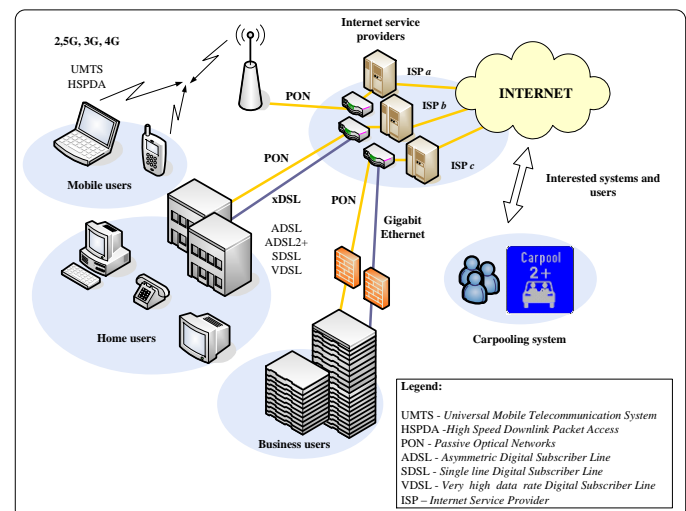 Internet service
providers
2,5G, 3G, 4G
UMTS
HSPDA
PON
ISP a
ISP b
ISP c
INTERNET
Mobile users
PON
xDSL
ADSL
ADSL2+
SDSL
VDSL
PON
Gigabit
Ethernet
Interested systems and
users
Carpool
2+
Carpooling system
Home users
Business users
Legend:
UMTS - Universal Mobile Telecommunication System
HSPDA -High Speed Downlink Packet Access
PON - Passive Optical Networks
ADSL - Asymmetric Digital Subscriber Line
SDSL - Single line Digital Subscriber Line
VDSL - Very high data rate Digital Subscriber Line
ISP – Internet Service Provider